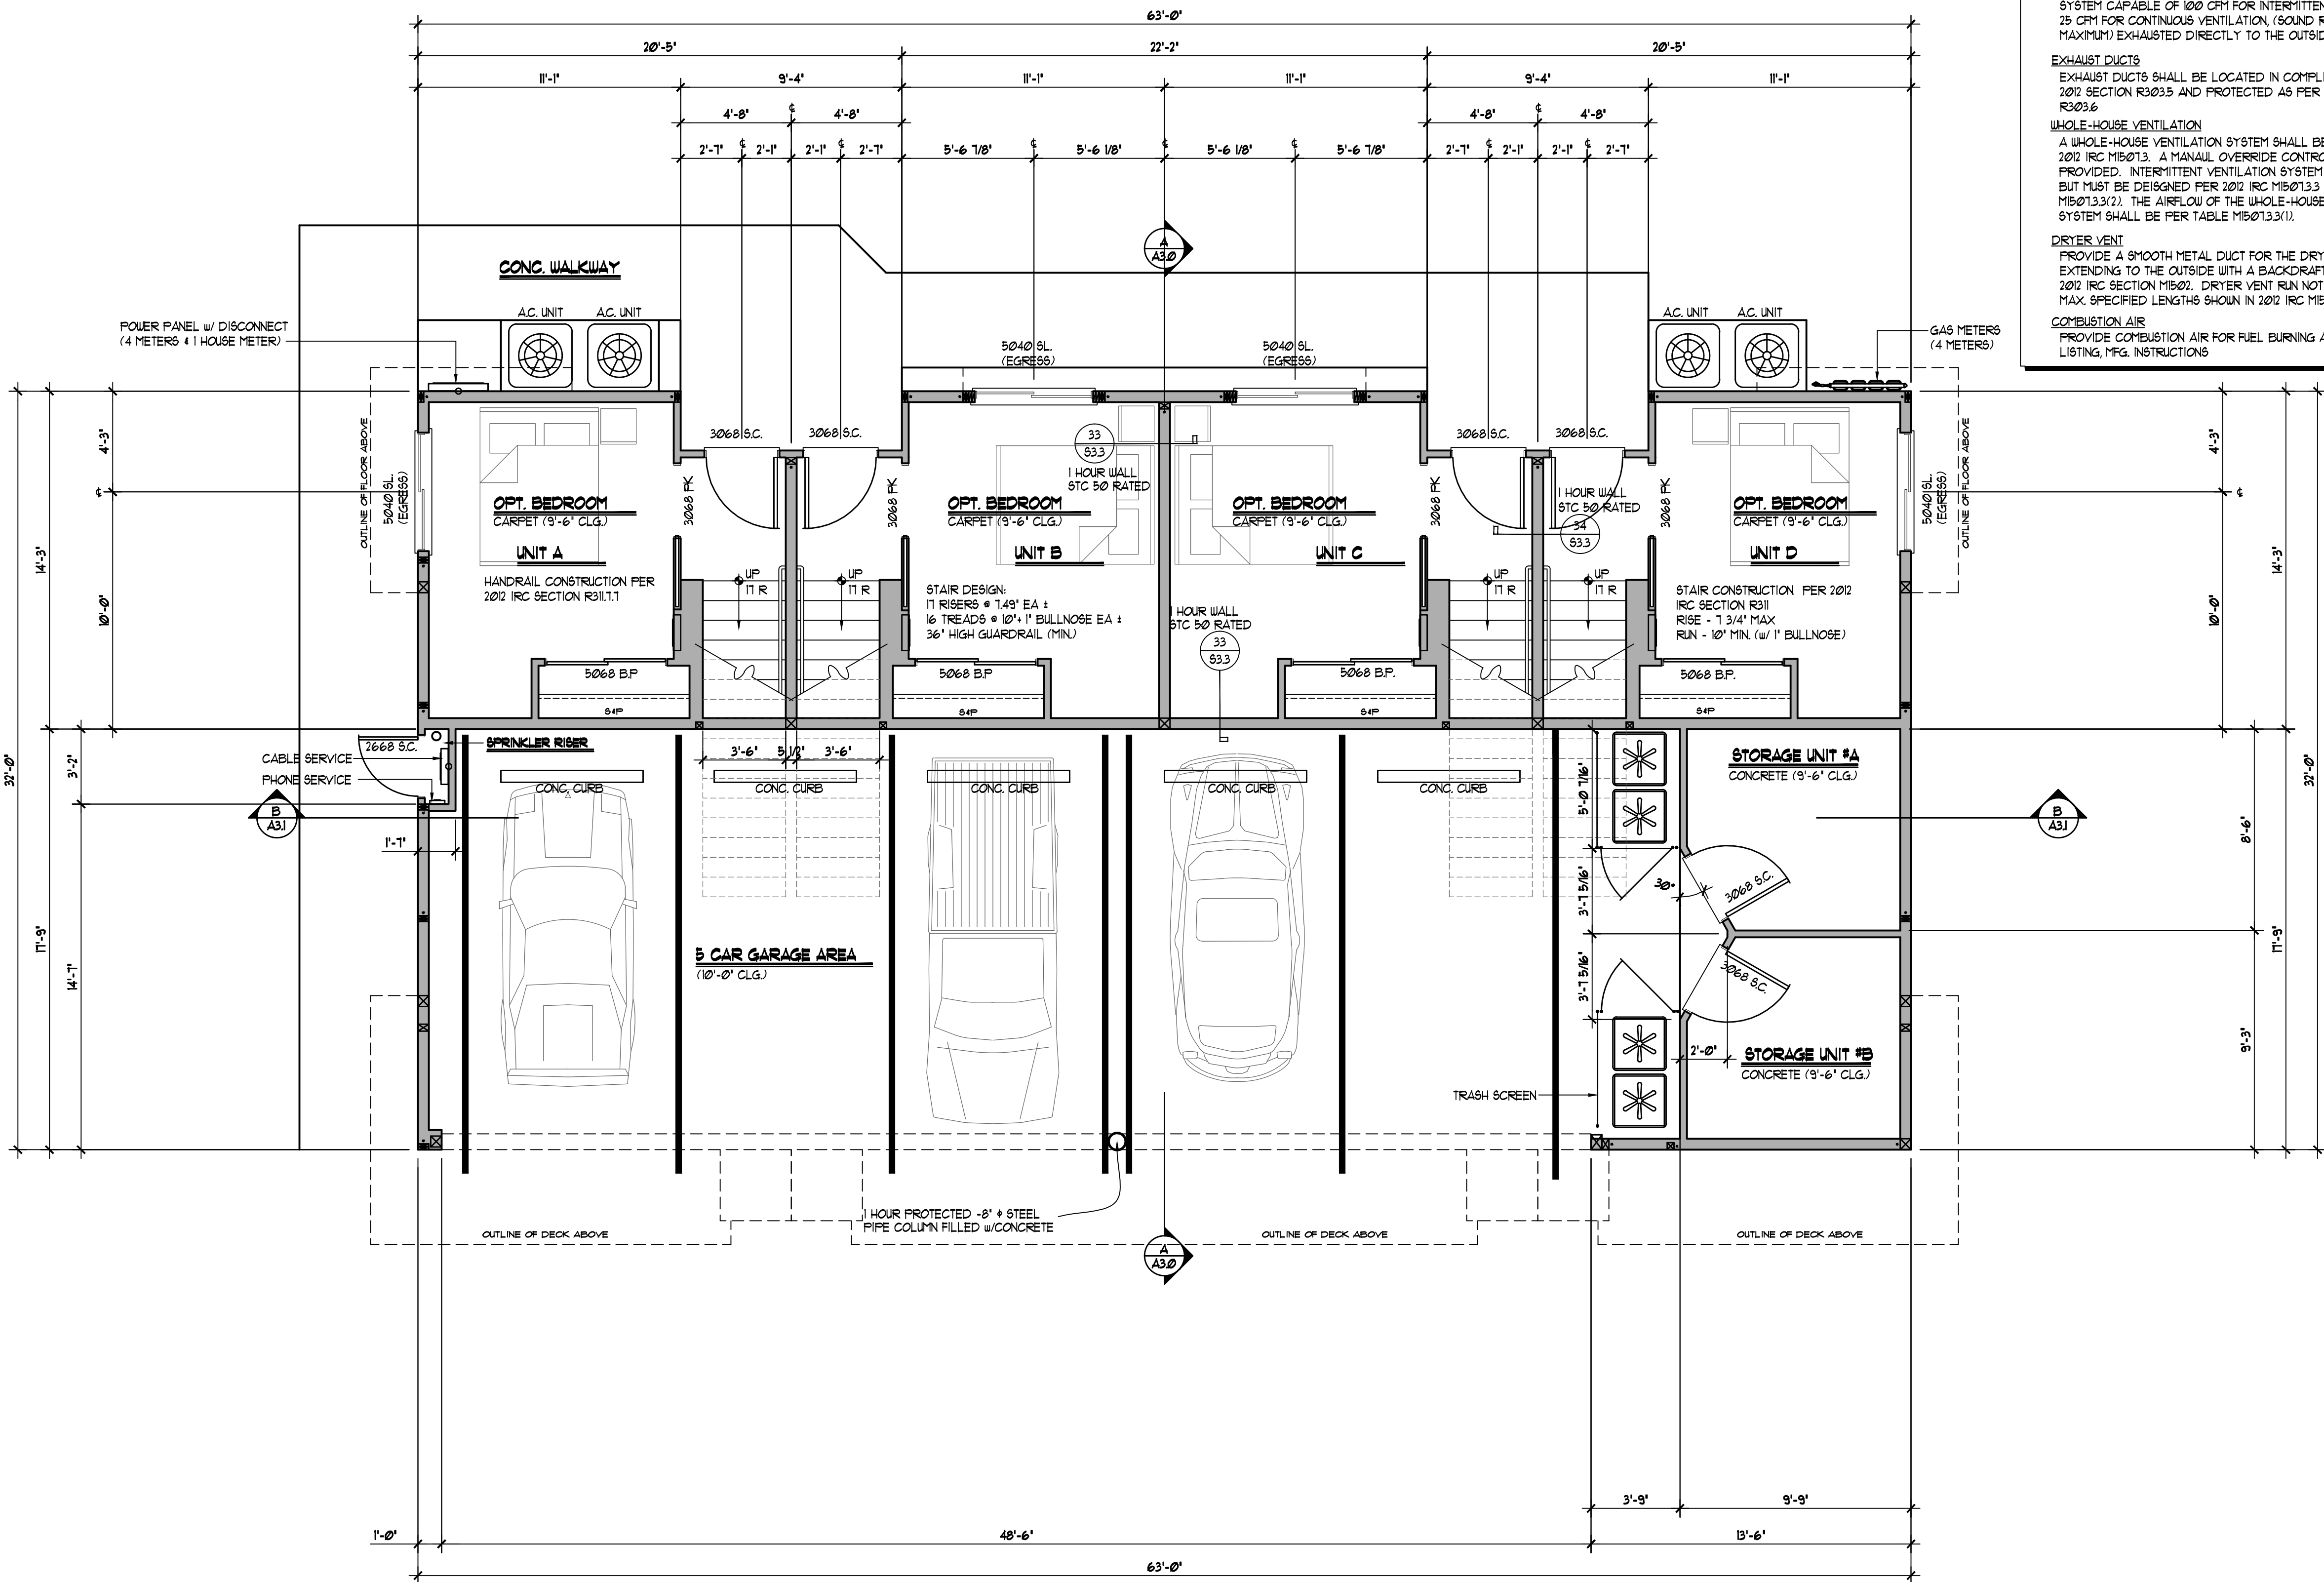 63'-0"
20'-5"
22'-2"
20'-5"
11'-1"
9'-4"
11'-1"
11'-1"
9'-4"
11'-1"
4'-8"
4'-8"
4'-8"
4'-8"
2'-7"
2'-1"
2'-1"
2'-7"
5'-6 7/8"
5'-6 1/8"
5'-6 1/8"
5'-6 7/8"
2'-7"
2'-1"
2'-1"
2'-7"
SYSTEM CAPABLE OF 100 CFM FOR
25 CFM FOR CONTINUOUS VENTILATION, (SOUND
MAXIMUM) EXHAUSTED DIRECTLY TO THE
EXHAUST DUCTS
EXHAUST DUCTS SHALL BE LOCATED IN
2012 SECTION R303.5 AND PROTECTED AS PER
R303.6
WHOLE-HOUSE VENTILATION
A WHOLE-HOUSE VENTILATION SYSTEM SHALL BE
2012 IRC M1507.3. A MANAUL OVERRIDE
PROVIDED. INTERMITTENT VENTILATION SYSTEM
BUT MUST BE DEISGNED PER 2012 IRC M1507.3.3
M1507.3.3(2). THE AIRFLOW OF THE WHOLE-HOUSE
SYSTEM SHALL BE PER TABLE M1507.3.3(1).
DRYER VENT
PROVIDE A SMOOTH METAL DUCT FOR THE
EXTENDING TO THE OUTSIDE WITH A
2012 IRC SECTION M1502. DRYER VENT RUN NOT
MAX. SPECIFIED LENGTHS SHOWN IN 2012 IRC
COMBUSTION AIR
PROVIDE COMBUSTION AIR FOR FUEL BURNING
LISTING, MFG. INSTRUCTIONS
A
A3.0
CONC. WALKWAY
A.C. UNIT
A.C. UNIT
A.C. UNIT
A.C. UNIT
POWER PANEL w/ DISCONNECT
(4 METERS & 1 HOUSE METER)
GAS METERS
(4 METERS)
5040 SL.
(EGRESS)
5040 SL.
(EGRESS)
OUTLINE OF FLOOR ABOVE
5040 SL.
(EGRESS)
5040 SL.
(EGRESS)
OUTLINE OF FLOOR ABOVE
3068 S.C.
3068 S.C.
3068 S.C.
3068 S.C.
3068 PK
3068 PK
3068 PK
3068 PK
33
S3.3
1 HOUR WALL
STC 50 RATED
1 HOUR WALL
STC 50 RATED
34
S3.3
OPT. BEDROOM
CARPET (9'-6" CLG.)
UNIT A
OPT. BEDROOM
CARPET (9'-6" CLG.)
UNIT B
OPT. BEDROOM
CARPET (9'-6" CLG.)
UNIT C
OPT. BEDROOM
CARPET (9'-6" CLG.)
UNIT D
HANDRAIL CONSTRUCTION PER
2012 IRC SECTION R311.7.7
UP
17 R
UP
17 R
UP
17 R
UP
17 R
STAIR DESIGN:
17 RISERS @ 7.49" EA ±
16 TREADS @ 10"+ 1" BULLNOSE EA ±
36" HIGH GUARDRAIL (MIN.)
1 HOUR WALL
STC 50 RATED
33
S3.3
STAIR CONSTRUCTION PER 2012
IRC SECTION R311
RISE - 7 3/4" MAX
RUN - 10" MIN. (w/ 1" BULLNOSE)
5068 B.P
5068 B.P
5068 B.P.
5068 B.P.
S&P
S&P
S&P
S&P
4'-3"
10'-0"
14'-3"
3'-2"
32'-0"
17'-9"
14'-7"
4'-3"
10'-0"
14'-3"
8'-6"
9'-3"
17'-9"
32'-0"
2668 S.C.
SPRINKLER RISER
CABLE SERVICE
PHONE SERVICE
B
A3.1
1'-7"
3'-6"
5 1/2"
3'-6"
CONC. CURB
CONC. CURB
CONC. CURB
CONC. CURB
CONC. CURB
5'-0 7/16"
3'-7 5/16"
3'-7 5/16"
30°
3068 S.C.
3068 S.C.
2'-0"
STORAGE UNIT #A
CONCRETE (9'-6" CLG.)
B
A3.1
5 CAR GARAGE AREA
(10'-0" CLG.)
STORAGE UNIT #B
CONCRETE (9'-6" CLG.)
TRASH SCREEN
1 HOUR PROTECTED -8" ϕ STEEL
PIPE COLUMN FILLED w/CONCRETE
OUTLINE OF DECK ABOVE
OUTLINE OF DECK ABOVE
OUTLINE OF DECK ABOVE
A
A3.0
3'-9"
9'-9"
1'-0"
48'-6"
13'-6"
63'-0"